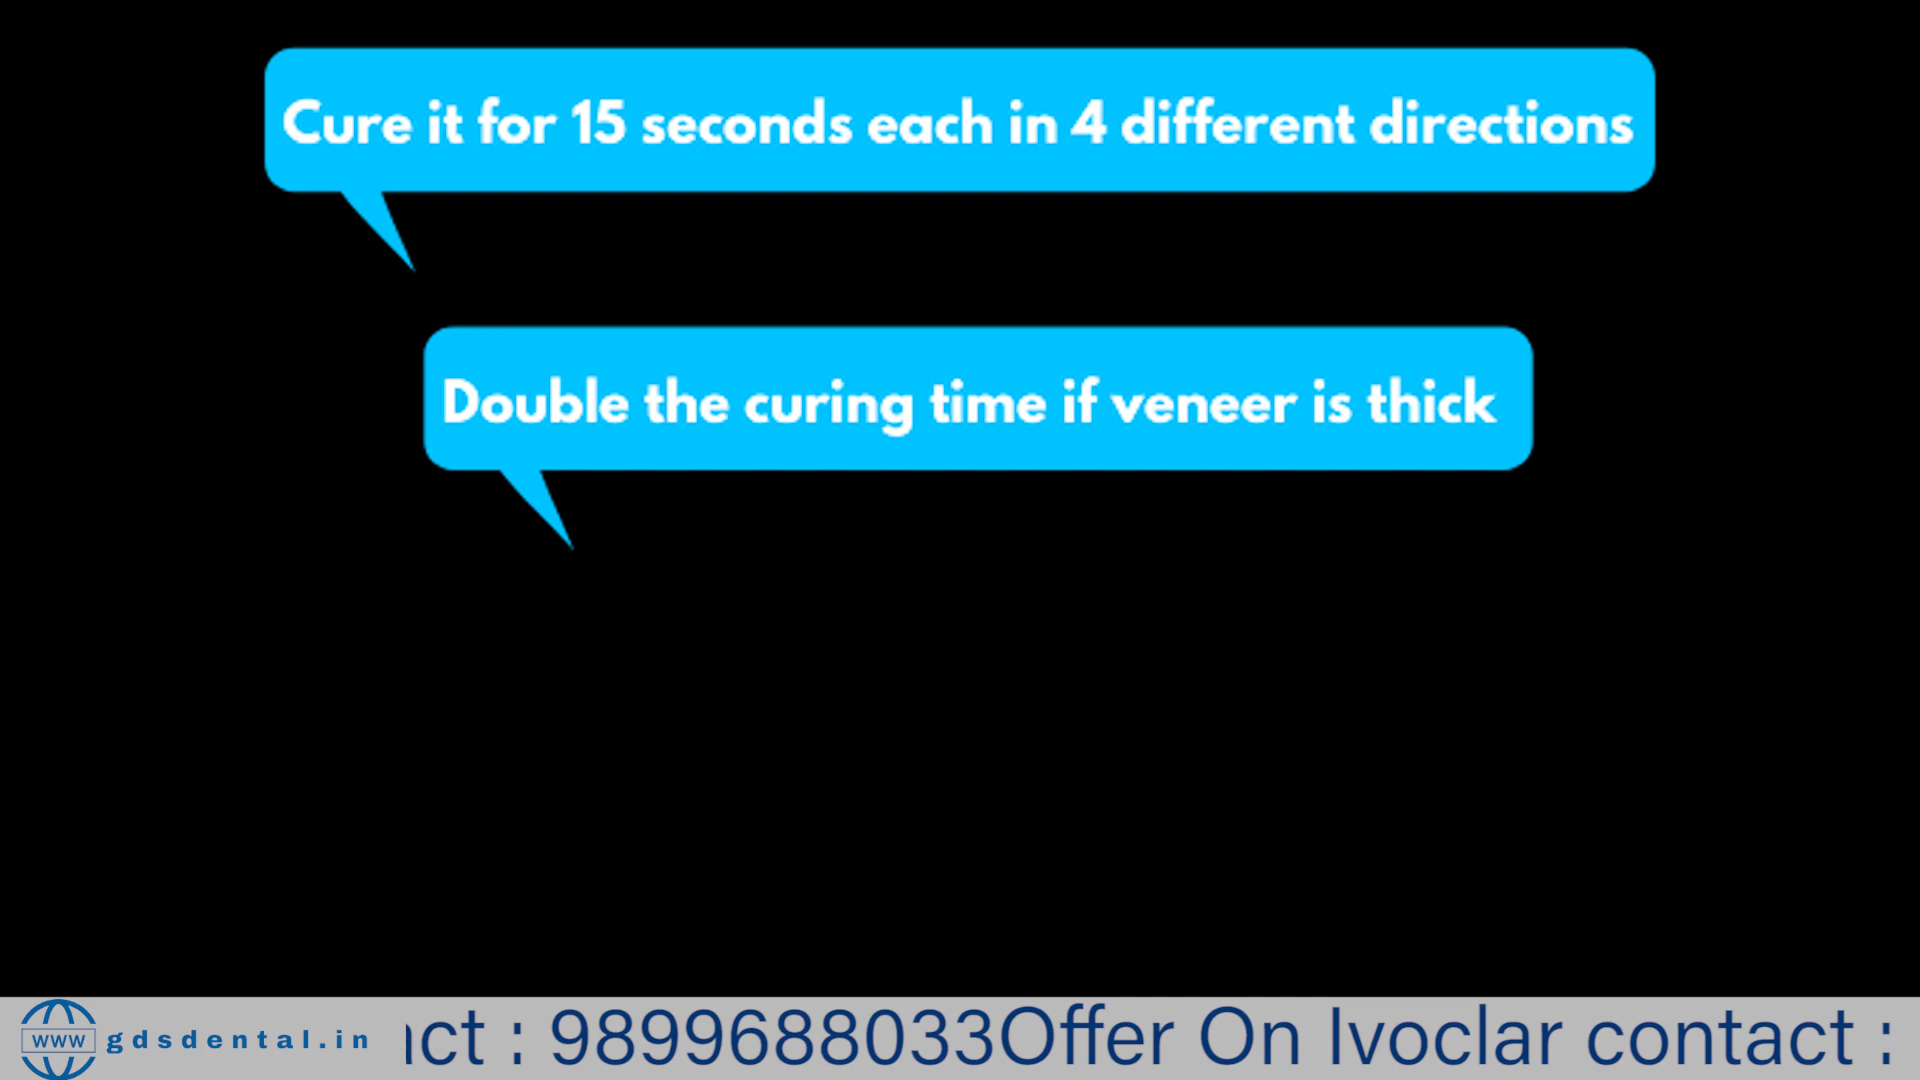 Cure it for 15 seconds each in 4 different directions
Double the curing time if veneer is thick
www gdsdental.in ct : 9899688033Offer On Ivoclar contact :